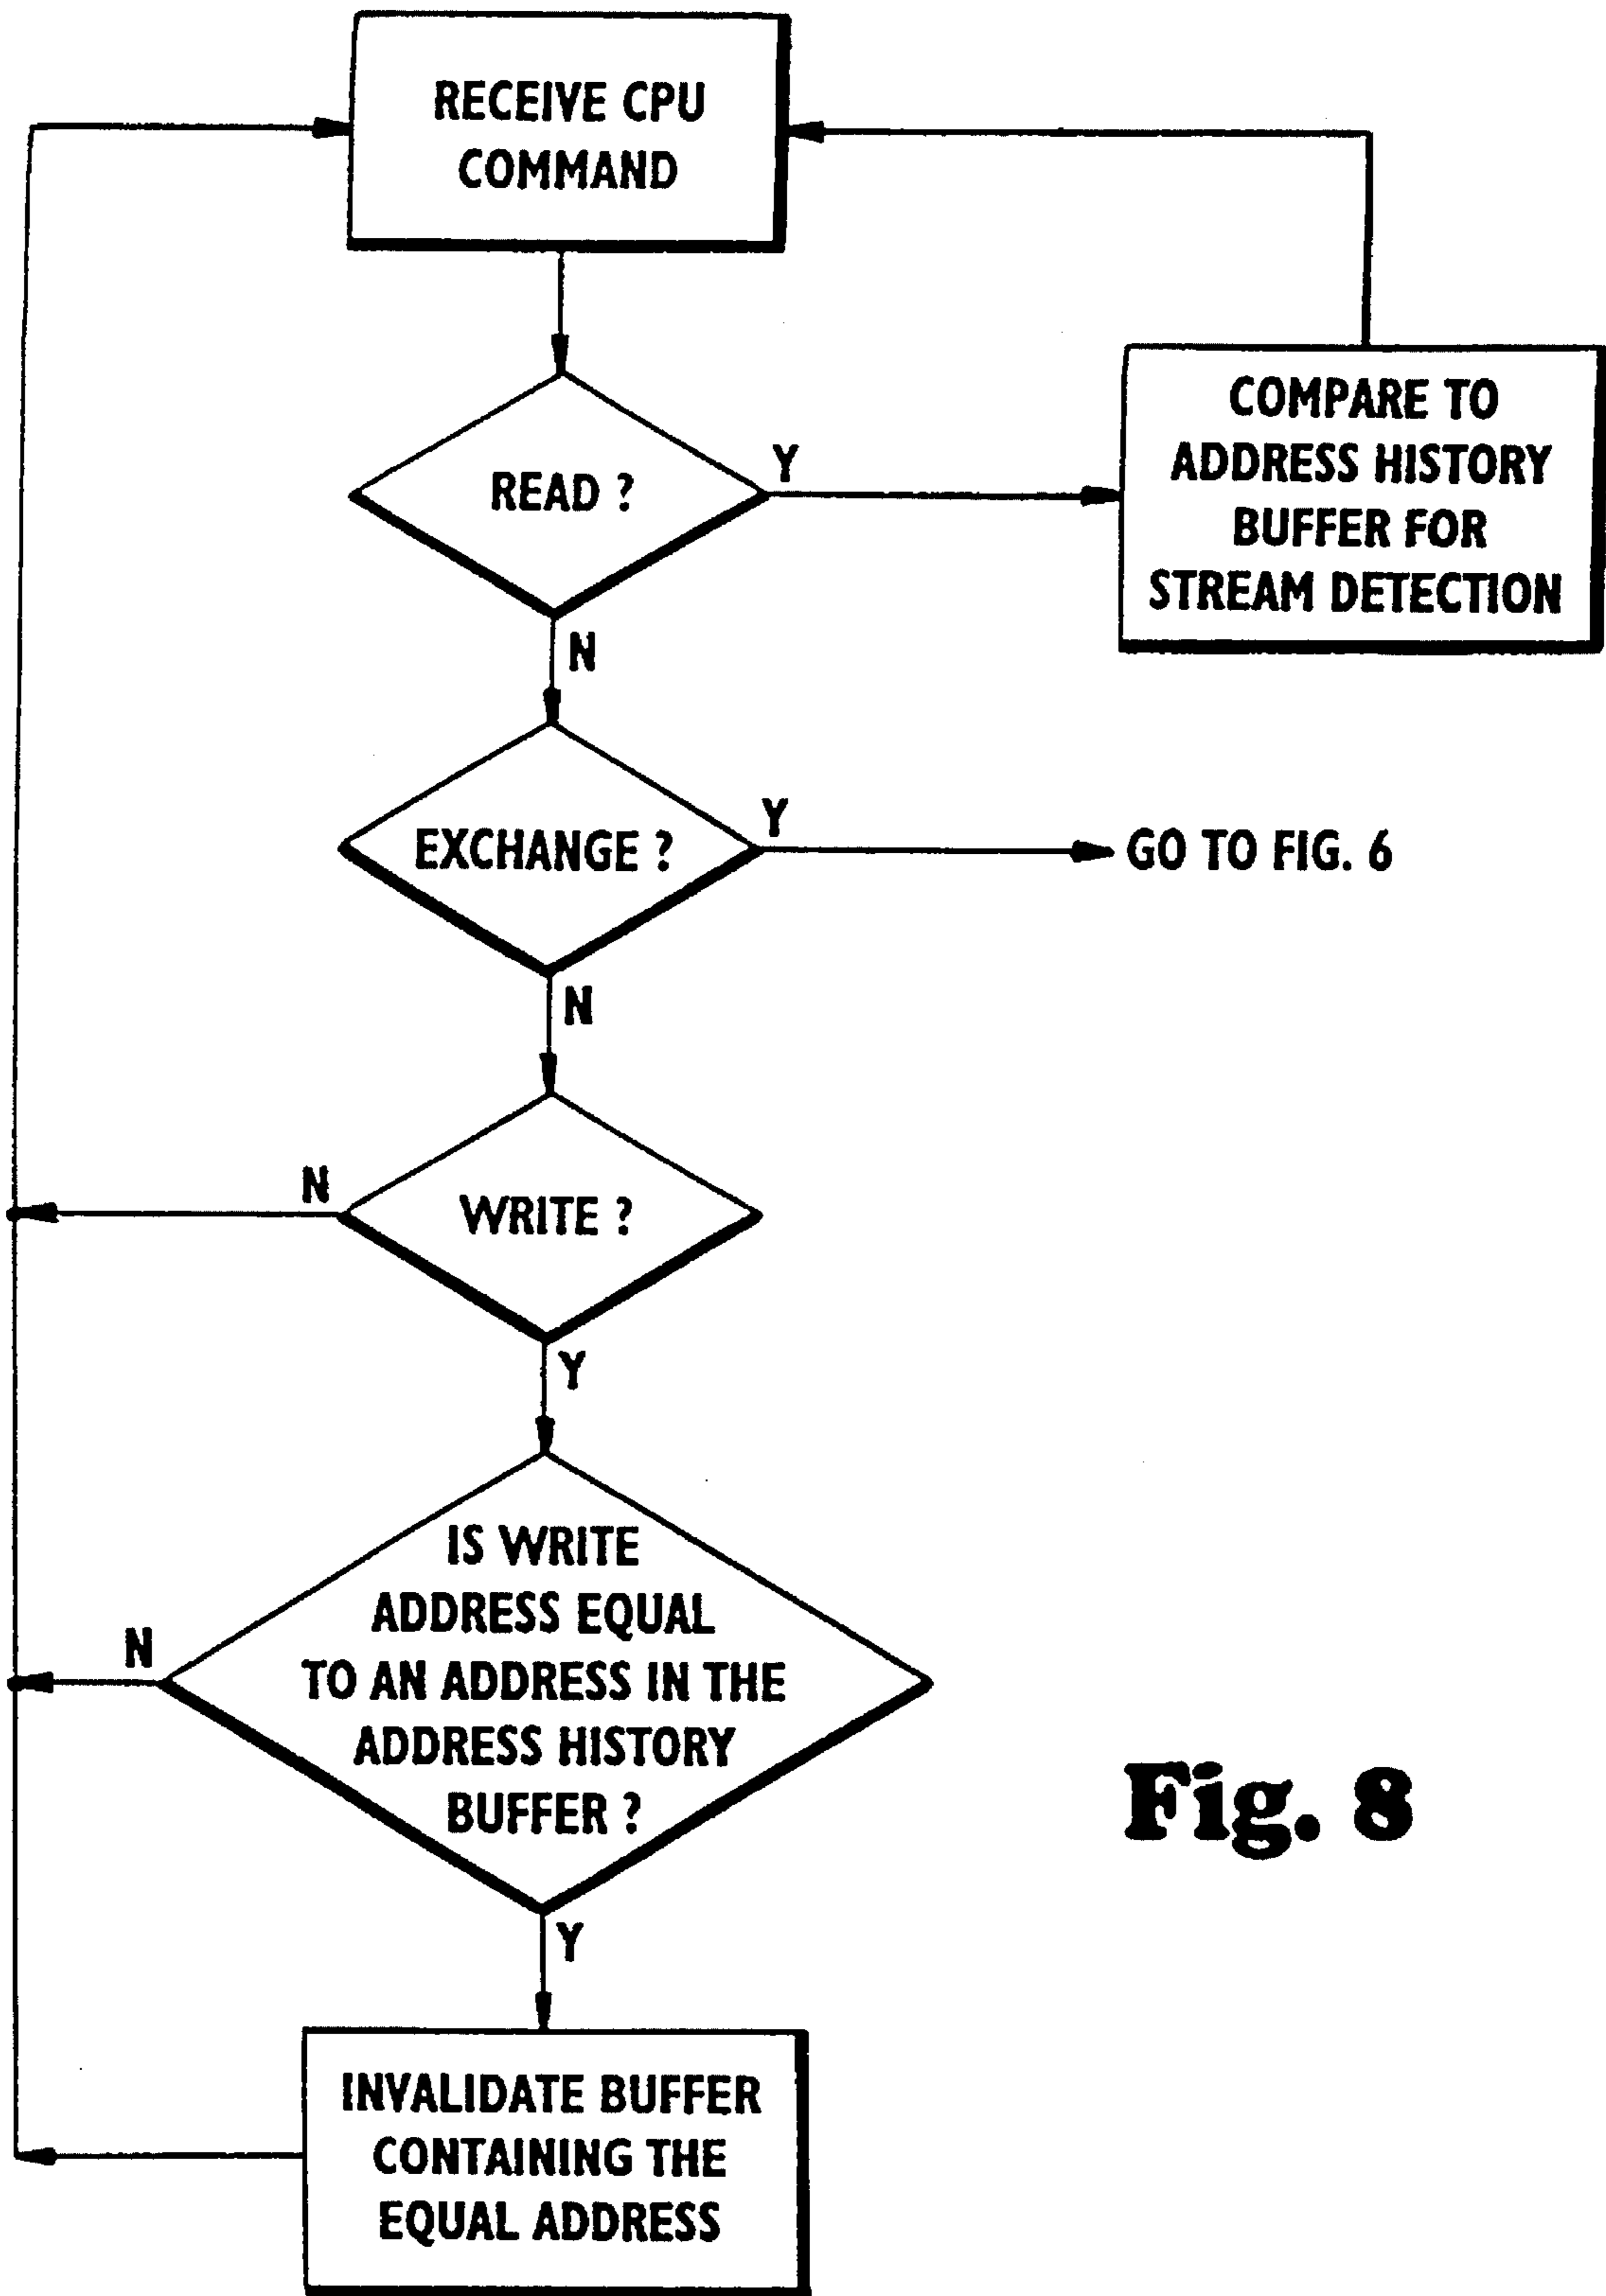 RECEIVE CPU
COMMAND
READ ?
Y
N
COMPARE TO
ADDRESS HISTORY
BUFFER FOR
STREAM DETECTION
EXCHANGE ?
Y
N
GO TO FIG. 6
WRITE ?
N
Y
IS WRITE
ADDRESS EQUAL
TO AN ADDRESS IN THE
ADDRESS HISTORY
BUFFER ?
N
Y
INVALIDATE BUFFER
CONTAINING THE
EQUAL ADDRESS
Fig. 8